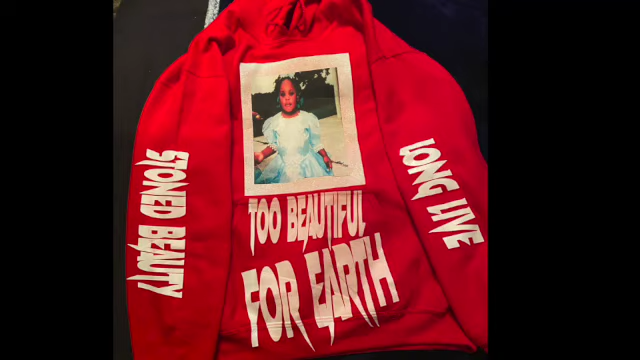 STONED BEAUTY
TOO BEAUTIFUL
FOR EARTH
LONG LIVE